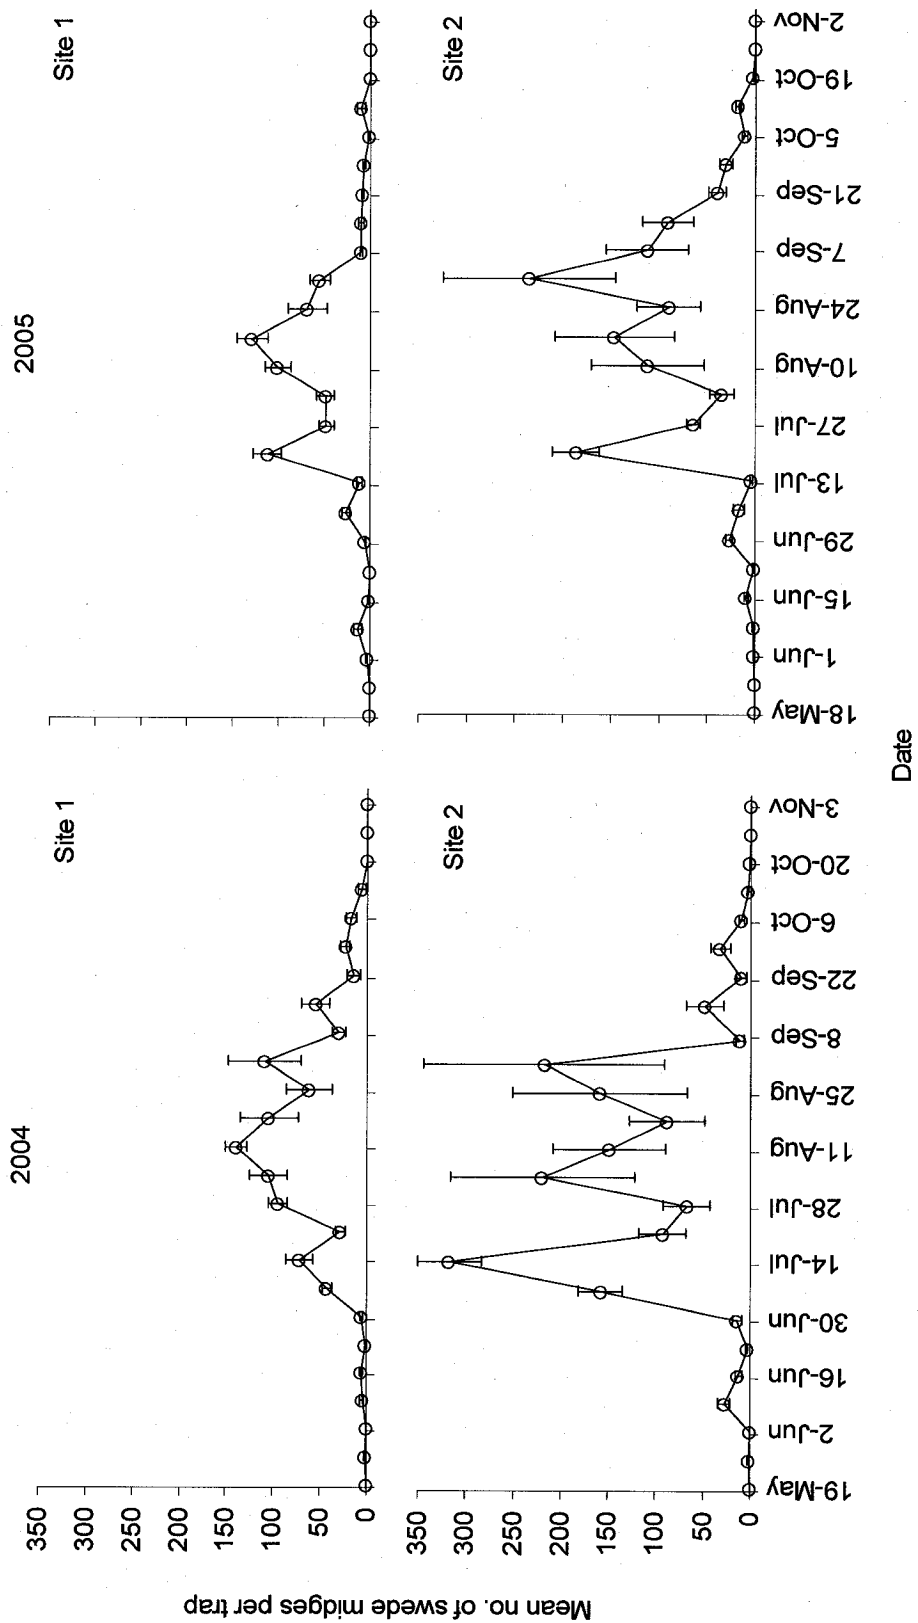 2004
2005
Site 1
Site 1
350
300
250
200
150
100
50
0
Site 2
Site 2
350
300
250
200
150
100
50
0
19-May
2-Jun
16-Jun
30-Jun
14-Jul
28-Jul
11-Aug
25-Aug
8-Sep
22-Sep
6-Oct
20-Oct
3-Nov
18-May
1-Jun
15-Jun
29-Jun
13-Jul
27-Jul
10-Aug
24-Aug
7-Sep
21-Sep
5-Oct
19-Oct
2-Nov
Mean no. of swede midges per trap
Date